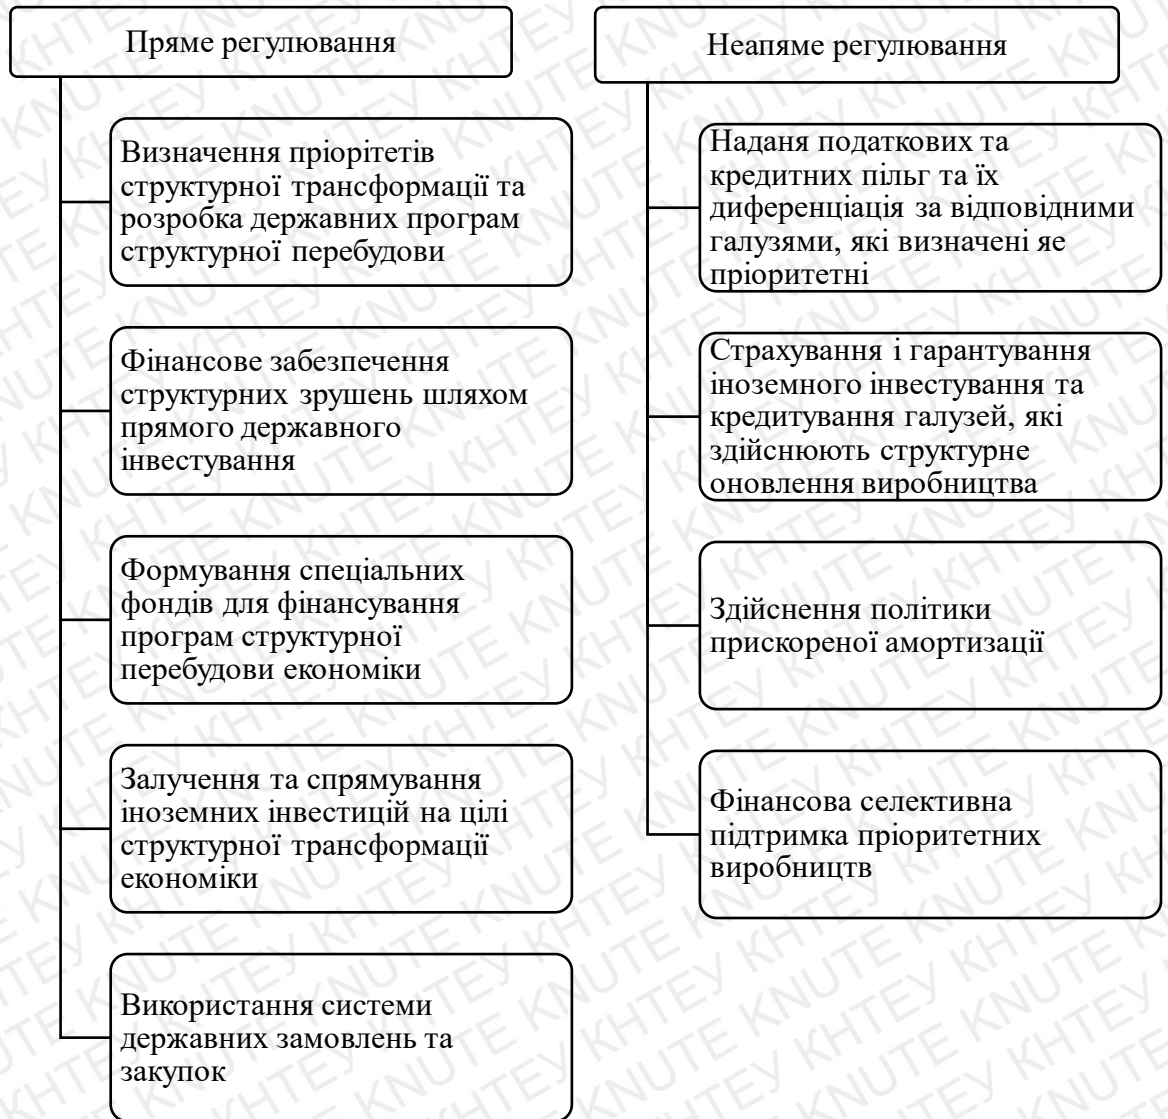 Пряме регулювання
Визначення пріорітетів
структурної трансформації та
розробка державних програм
структурної перебудови
Фінансове забезпечення
структурних зрушень шляхом
прямого державного
інвестування
Формування спеціальних
фондів для фінансування
програм структурної
перебудови економіки
Залучення та спрямування
іноземних інвестицій на цілі
структурної трансформації
економіки
Використання системи
державних замовлень та
закупок
Неапяме регулювання
Наданя податкових та
кредитних пільг та їх
диференціація за відповідними
галузями, які визначені яе
пріоритетні
Страхування і гарантування
іноземного інвестування та
кредитування галузей, які
здійснюють структурне
оновлення виробництва
Здійснення політики
прискореної амортизації
Фінансова селективна
підтримка пріоритетних
виробництв